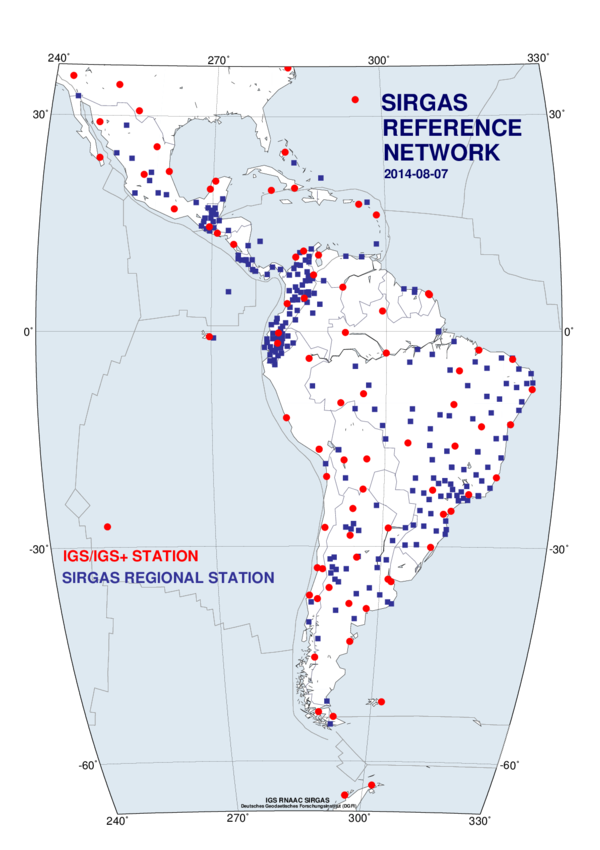 240˚
270˚
300˚
330˚
SIRGAS
REFERENCE
NETWORK
2014-08-07
30˚
30˚
0˚
0˚
-30˚
-30˚
IGS/IGS+ STATION
SIRGAS REGIONAL STATION
-60˚
-60˚
IGS RNAAC SIRGAS
Deutsches Geodaetisches Forschungsinstitut (DGFI)
240˚
270˚
300˚
330˚